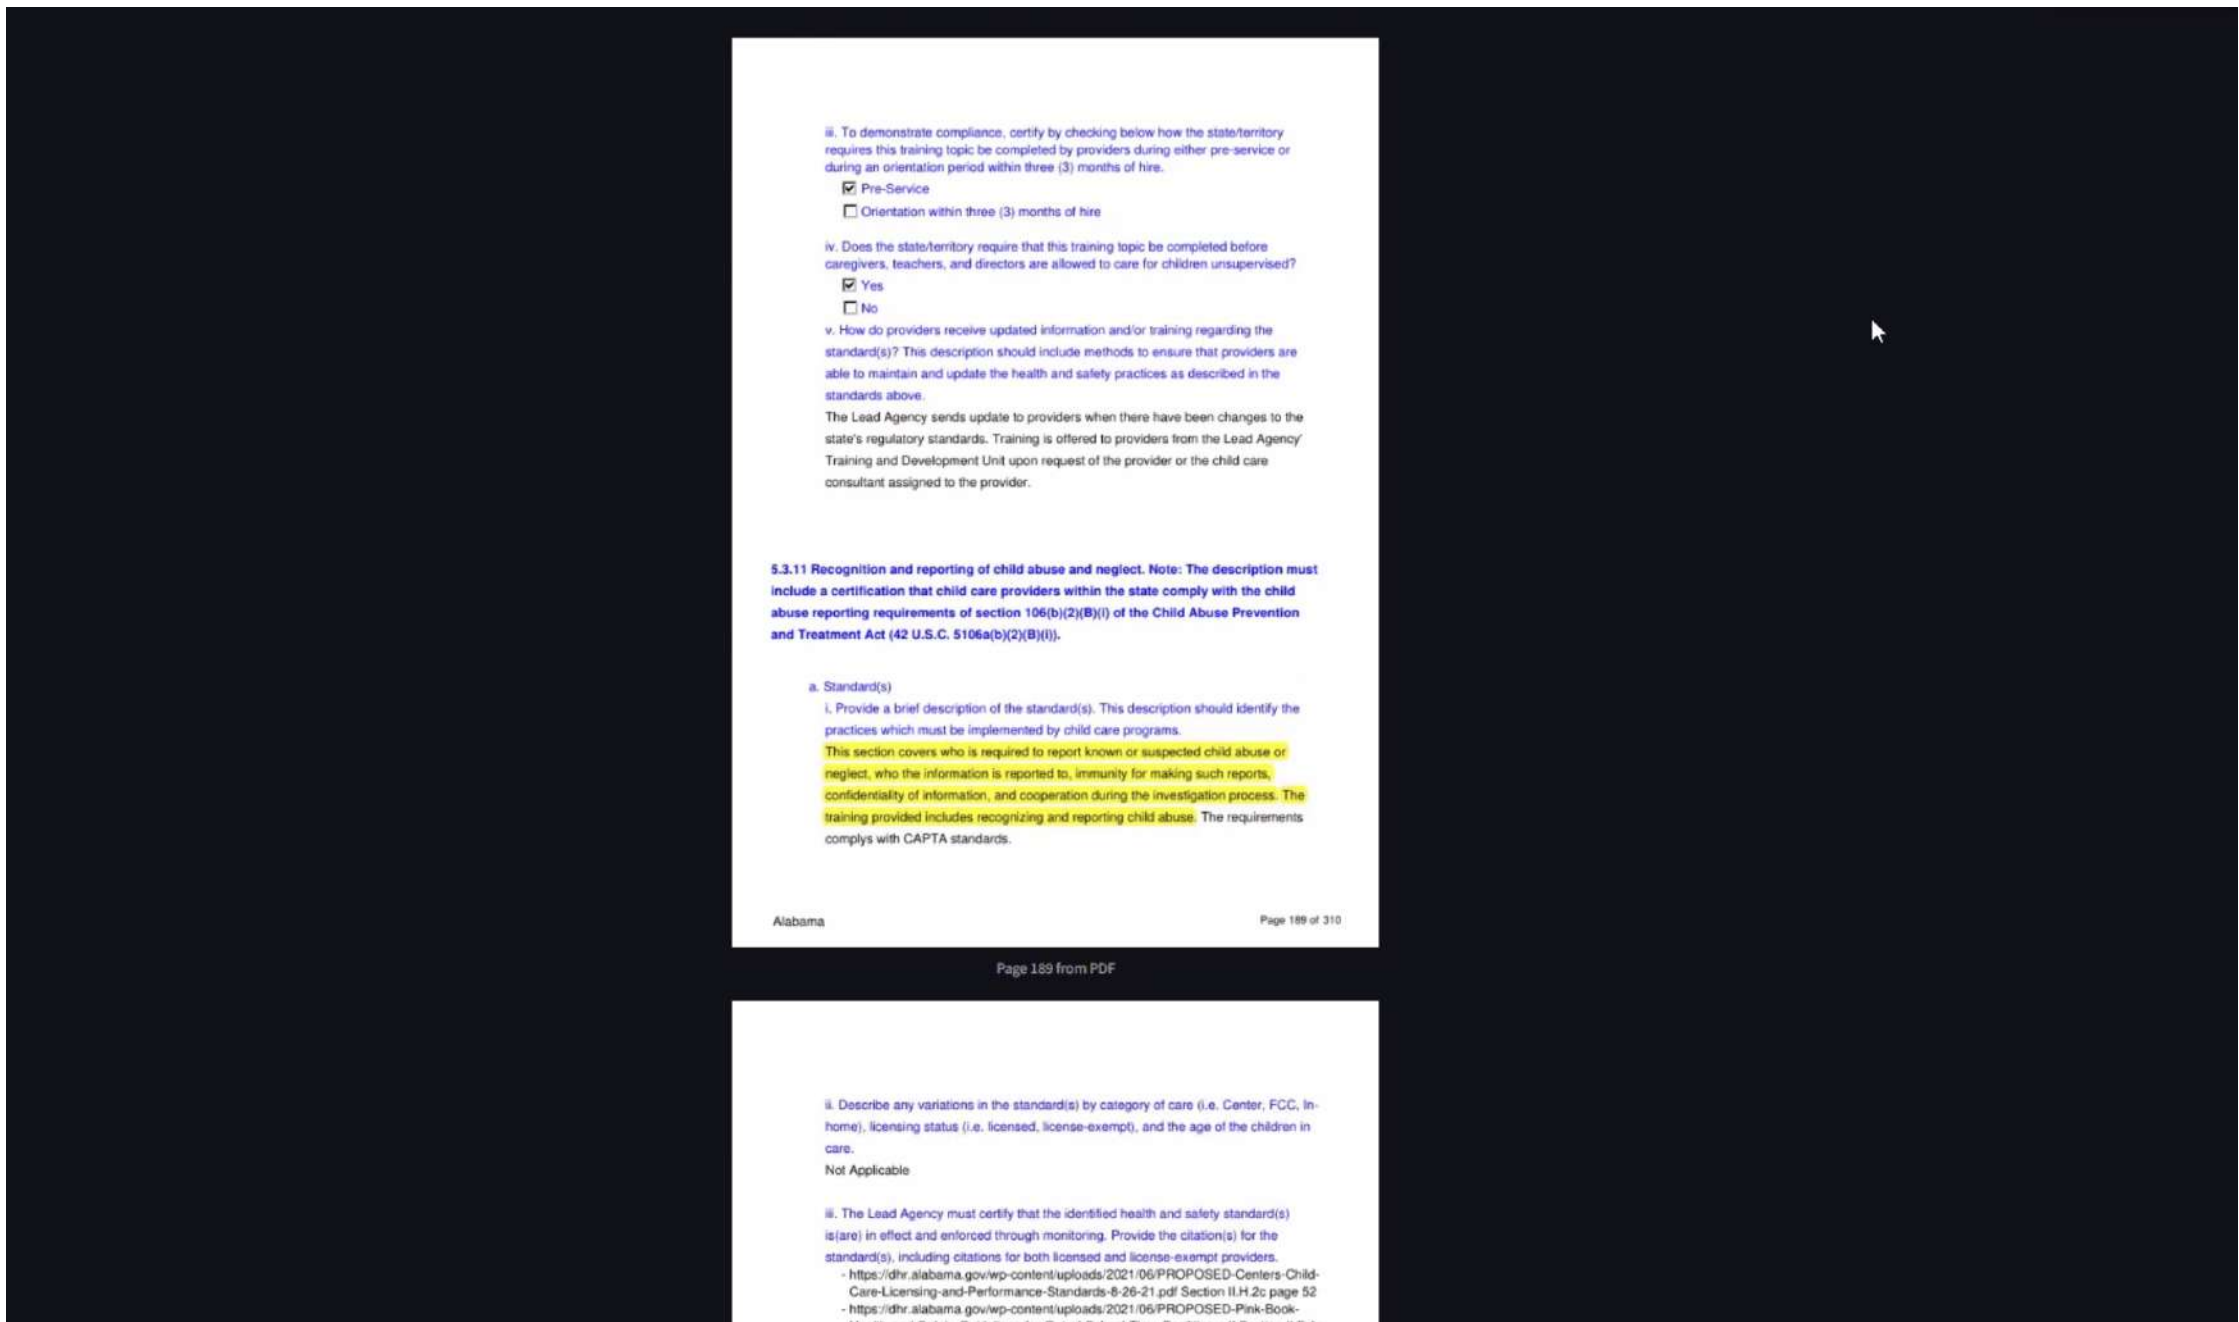 iii. To demonstrate compliance, certify by checking below how the state/territory
requires this training topic be completed by providers during either pre-service or
during an orientation period within three (3) months of hire.
Pre-Service
Orientation within three (3) months of hire
iv. Does the state/territory require that this training topic be completed before
caregivers, teachers, and directors are allowed to care for children unsupervised?
Yes
No
v. How do providers receive updated information and/or training regarding the
standard(s)? This description should include methods to ensure that providers are
able to maintain and update the health and safety practices as described in the
standards above.
The Lead Agency sends update to providers when there have been changes to the
state's regulatory standards. Training is offered to providers from the Lead Agency'
Training and Development Unit upon request of the provider or the child care
consultant assigned to the provider.
5.3.11 Recognition and reporting of child abuse and neglect. Note: The description must
include a certification that child care providers within the state comply with the child
abuse reporting requirements of section 106(b)(2)(B)(i) of the Child Abuse Prevention
and Treatment Act (42 U.S.C. 5106a(b)(2)(B)(i)).
a. Standard(s)
i. Provide a brief description of the standard(s). This description should identify the
practices which must be implemented by child care programs.
This section covers who is required to report known or suspected child abuse or
neglect, who the information is reported to, immunity for making such reports,
confidentiality of information, and cooperation during the investigation process. The
training provided includes recognizing and reporting child abuse. The requirements
complys with CAPTA standards.
Alabama Page 189 of 310
Page 189 from PDF
ii. Describe any variations in the standard(s) by category of care (i.e. Center, FCC, In-
home), licensing status (i.e. licensed, license-exempt), and the age of the children in
care.
Not Applicable
iii. The Lead Agency must certify that the identified health and safety standard(s)
is(are) in effect and enforced through monitoring. Provide the citation(s) for the
standard(s), including citations for both licensed and license-exempt providers.
- https://dhr.alabama.gov/wp-content/uploads/2021/06/PROPOSED-Centers-Child-
Care-Licensing-and-Performance-Standards-8-26-21.pdf Section II.H.2c page 52
- https://dhr.alabama.gov/wp-content/uploads/2021/06/PROPOSED-Pink-Book-